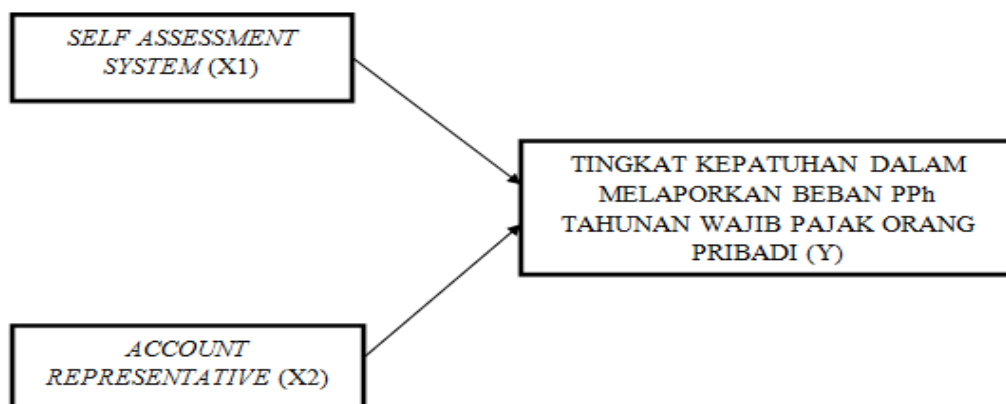 SELF ASSESSMENT
SYSTEM (X1)
TINGKAT KEPATUHAN DALAM
MELAPORKAN BEBAN PPh
TAHUNAN WAJIB PAJAK ORANG
PRIBADI (Y)
ACCOUNT
REPRESENTATIVE (X2)